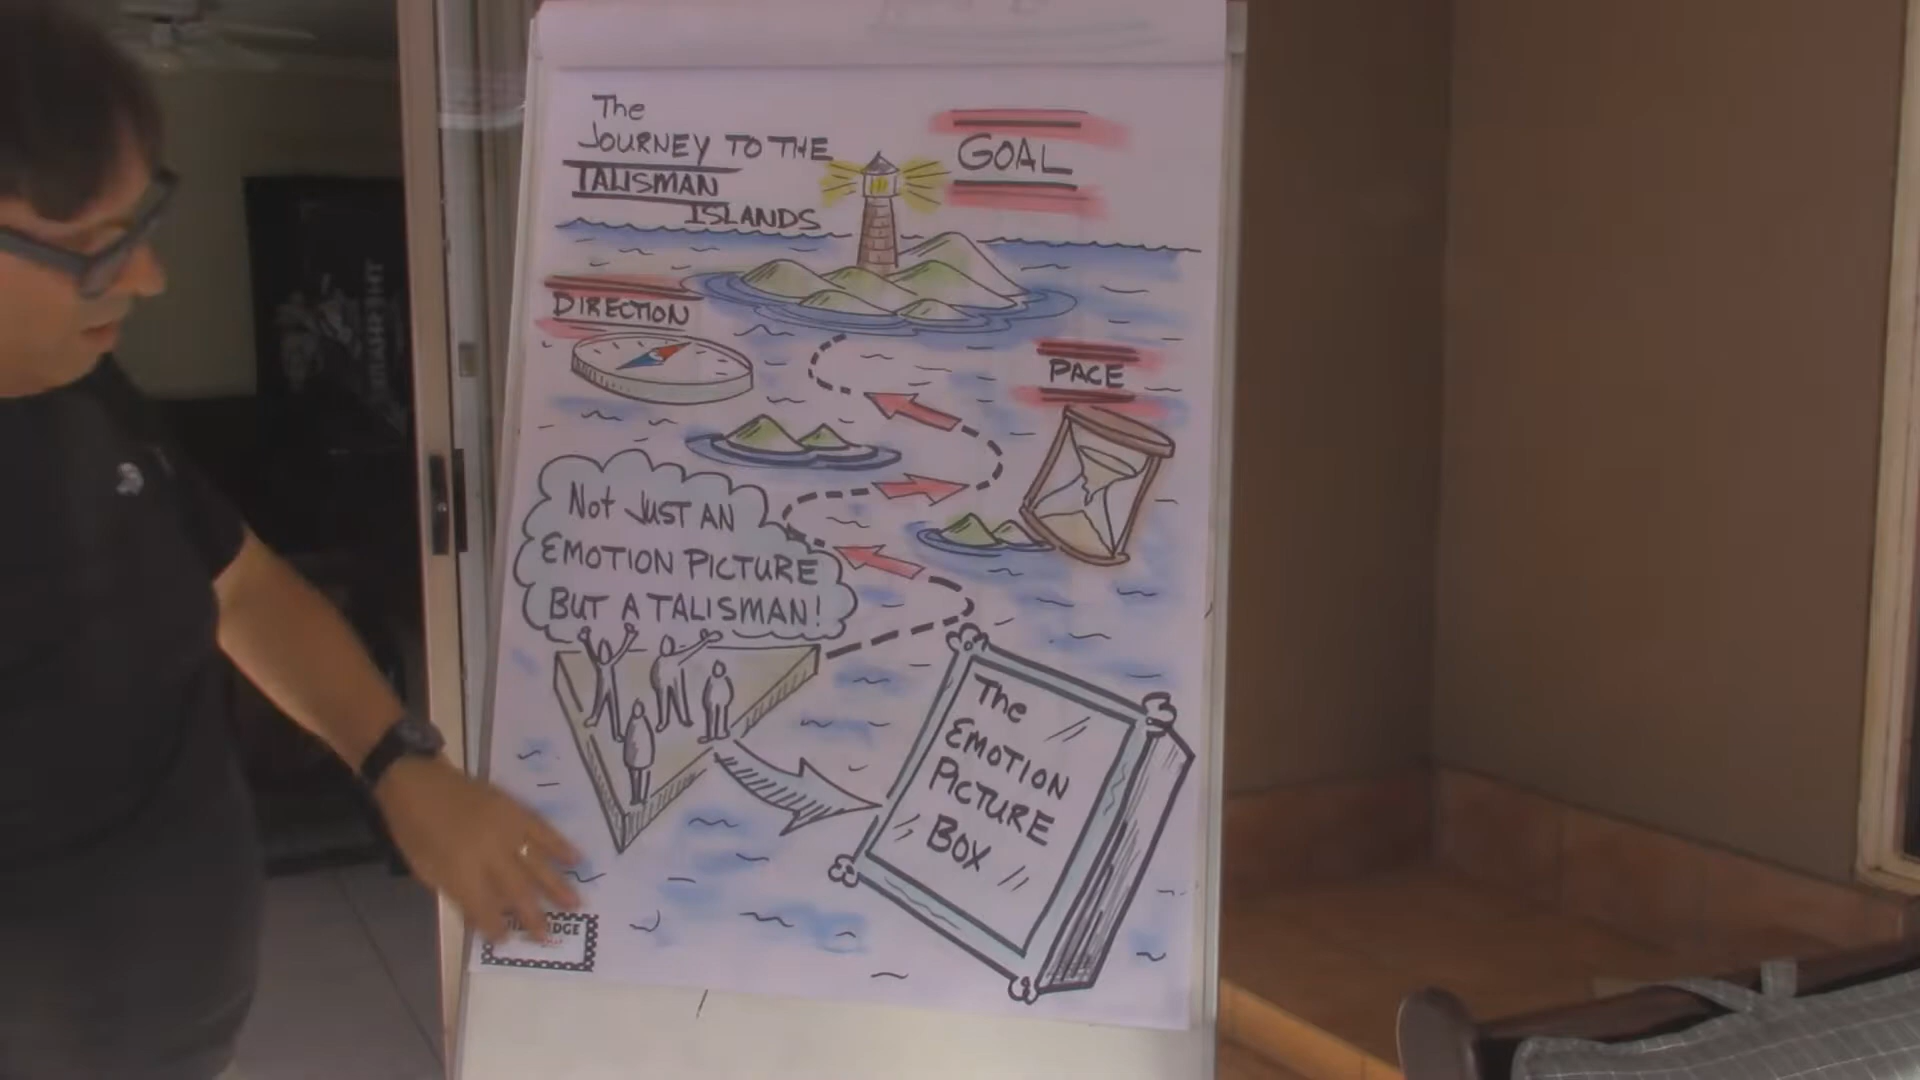 The
JOURNEY TO THE
TALISMAN
ISLANDS
GOAL
DIRECTION
PACE
Not JUST AN
EMOTION PICTURE
BUT A TALISMAN!
The
EMOTION
PICTURE
BOX